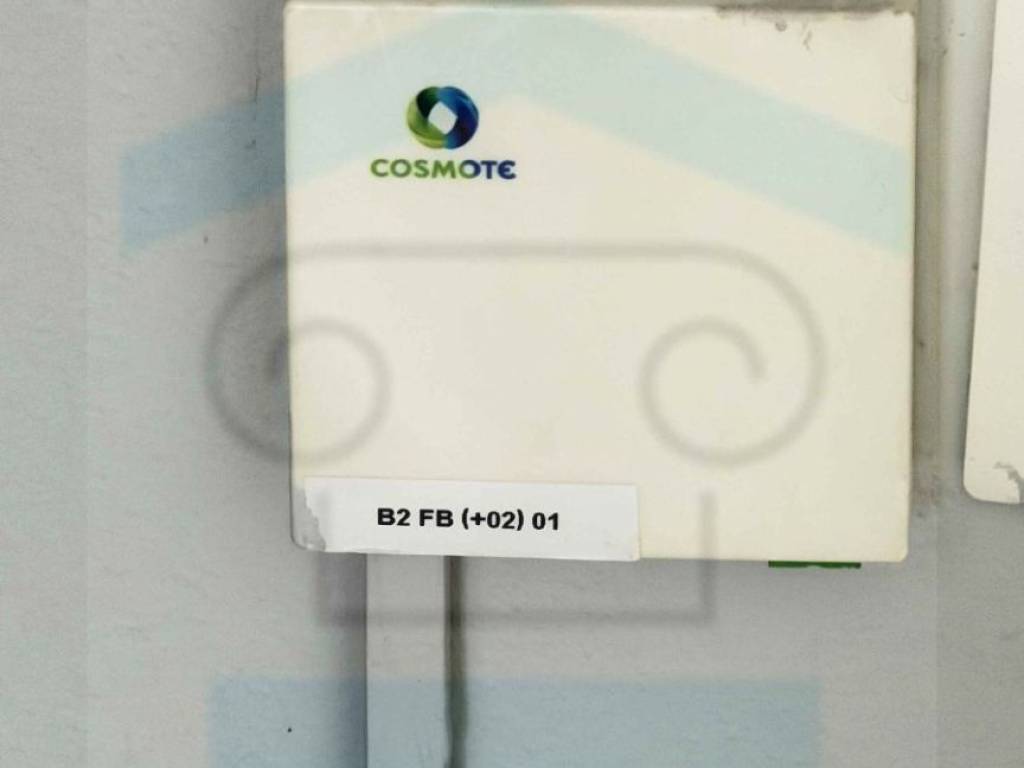 COSMOTE
B2 FB (+02) 01